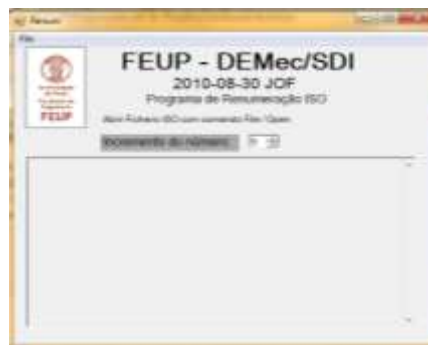 Renum
File
FEUP - DEMec/SDI
2010-08-30 JOF
Programa de Renumeração ISO
FEUP
Abrir Ficheiro ISO com comando File/Open
Incremento do número: